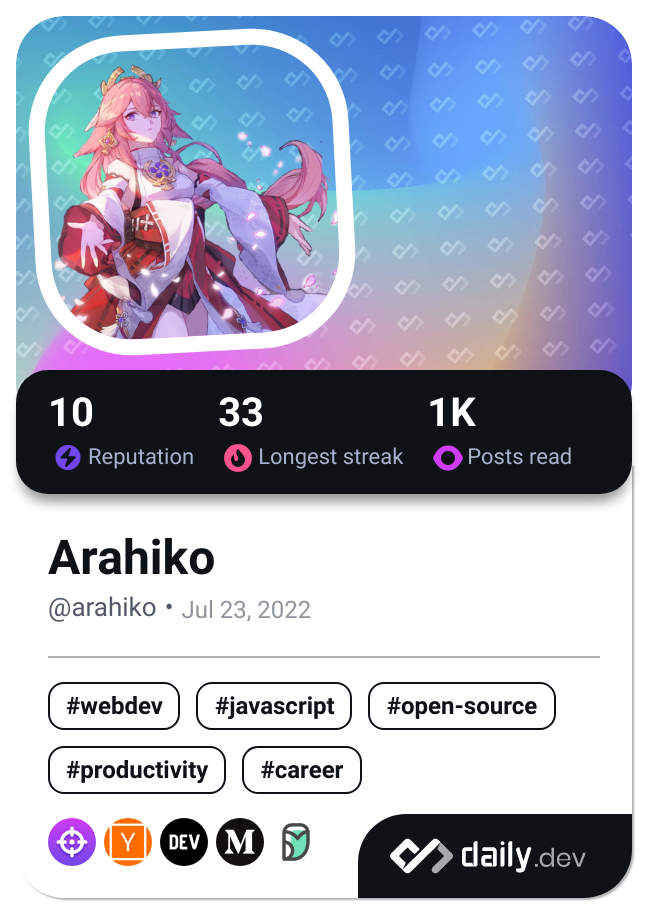 10 33 1K
Reputation Longest streak Posts read
Arahiko
@arahiko • Jul 23, 2022
#webdev #javascript #open-source
#productivity #career
Y DEV M
daily.dev